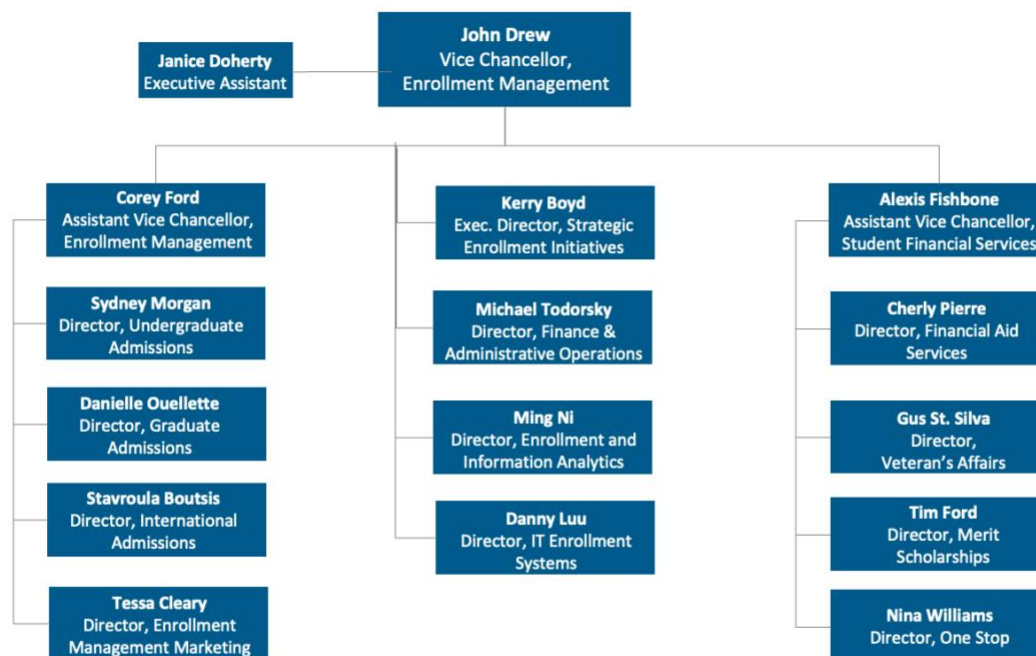 John Drew
Vice Chancellor,
Enrollment Management
Janice Doherty
Executive Assistant
Corey Ford
Assistant Vice Chancellor,
Enrollment Management
Sydney Morgan
Director, Undergraduate
Admissions
Danielle Ouellette
Director, Graduate
Admissions
Stavroula Boutsis
Director, International
Admissions
Tessa Cleary
Director, Enrollment
Management Marketing
Kerry Boyd
Exec. Director, Strategic
Enrollment Initiatives
Michael Todorsky
Director, Finance &
Administrative Operations
Ming Ni
Director, Enrollment and
Information Analytics
Danny Luu
Director, IT Enrollment
Systems
Alexis Fishbone
Assistant Vice Chancellor,
Student Financial Services
Cherly Pierre
Director, Financial Aid
Services
Gus St. Silva
Director,
Veteran’s Affairs
Tim Ford
Director, Merit
Scholarships
Nina Williams
Director, One Stop